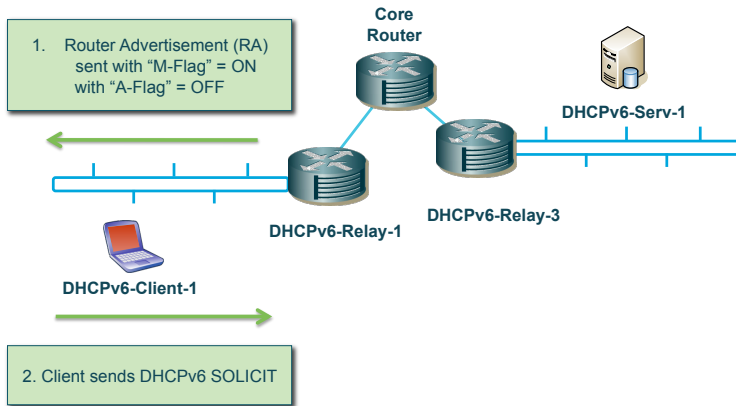 1. Router Advertisement (RA)
sent with “M-Flag” = ON
with “A-Flag” = OFF
Core
Router
DHCPv6-Serv-1
DHCPv6-Relay-1
DHCPv6-Relay-3
DHCPv6-Client-1
2. Client sends DHCPv6 SOLICIT